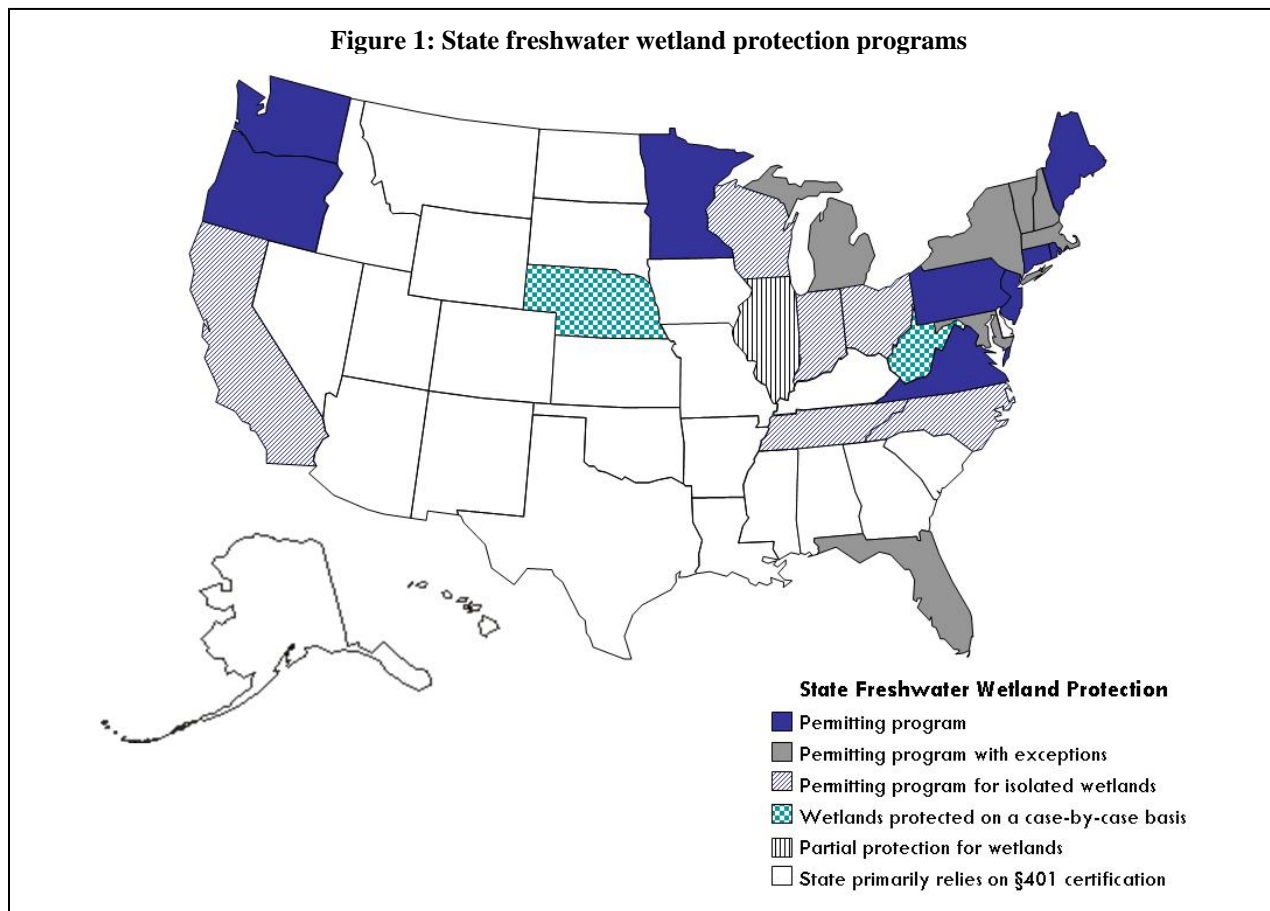 Figure 1: State freshwater wetland protection programs
State Freshwater Wetland Protection
Permitting program
Permitting program with exceptions
Permitting program for isolated wetlands
Wetlands protected on a case-by-case basis
Partial protection for wetlands
State primarily relies on §401 certification